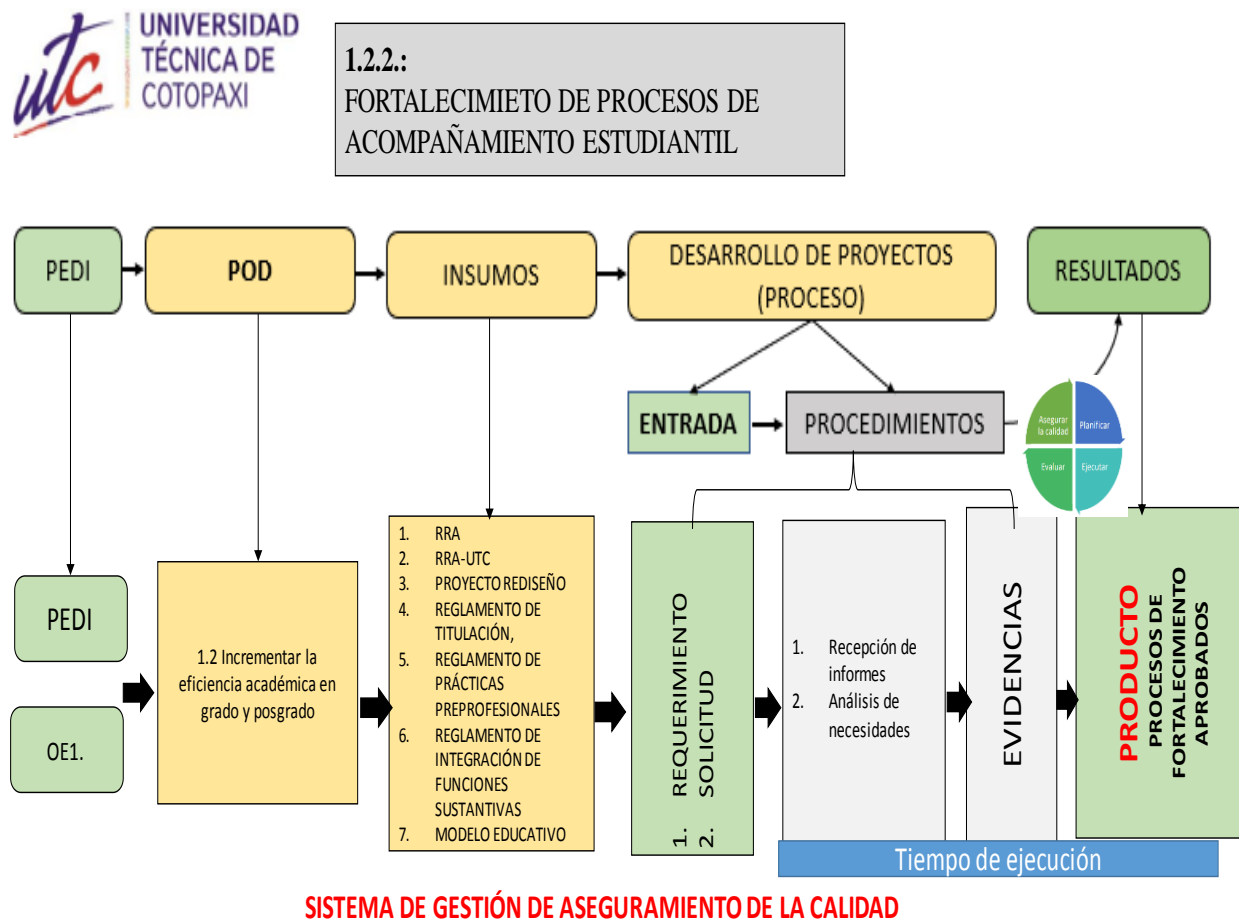 utc
UNIVERSIDAD
TÉCNICA DE
COTOPAXI
1.2.2.:
FORTALECIMIETO DE PROCESOS DE
ACOMPAÑAMIENTO ESTUDIANTIL
PEDI
POD
INSUMOS
DESARROLLO DE PROYECTOS
(PROCESO)
RESULTADOS
ENTRADA
PROCEDIMIENTOS
Asegurar
la calidad
Planificar
Evaluar
Ejecutar
PEDI
OE1.
1.2 Incrementar la
eficiencia académica en
grado y posgrado
1. RRA
2. RRA-UTC
3. PROYECTO REDISEÑO
4. REGLAMENTO DE
TITULACIÓN,
5. REGLAMENTO DE
PRÁCTICAS
PREPROFESIONALES
6. REGLAMENTO DE
INTEGRACIÓN DE
FUNCIONES
SUSTANTIVAS
7. MODELO EDUCATIVO
1. REQUERIMIENTO
2. SOLICITUD
1. Recepción de
informes
2. Análisis de
necesidades
EVIDENCIAS
PRODUCTO
PROCESOS DE
FORTALECIMIENTO
APROBADOS
Tiempo de ejecución
SISTEMA DE GESTIÓN DE ASEGURAMIENTO DE LA CALIDAD